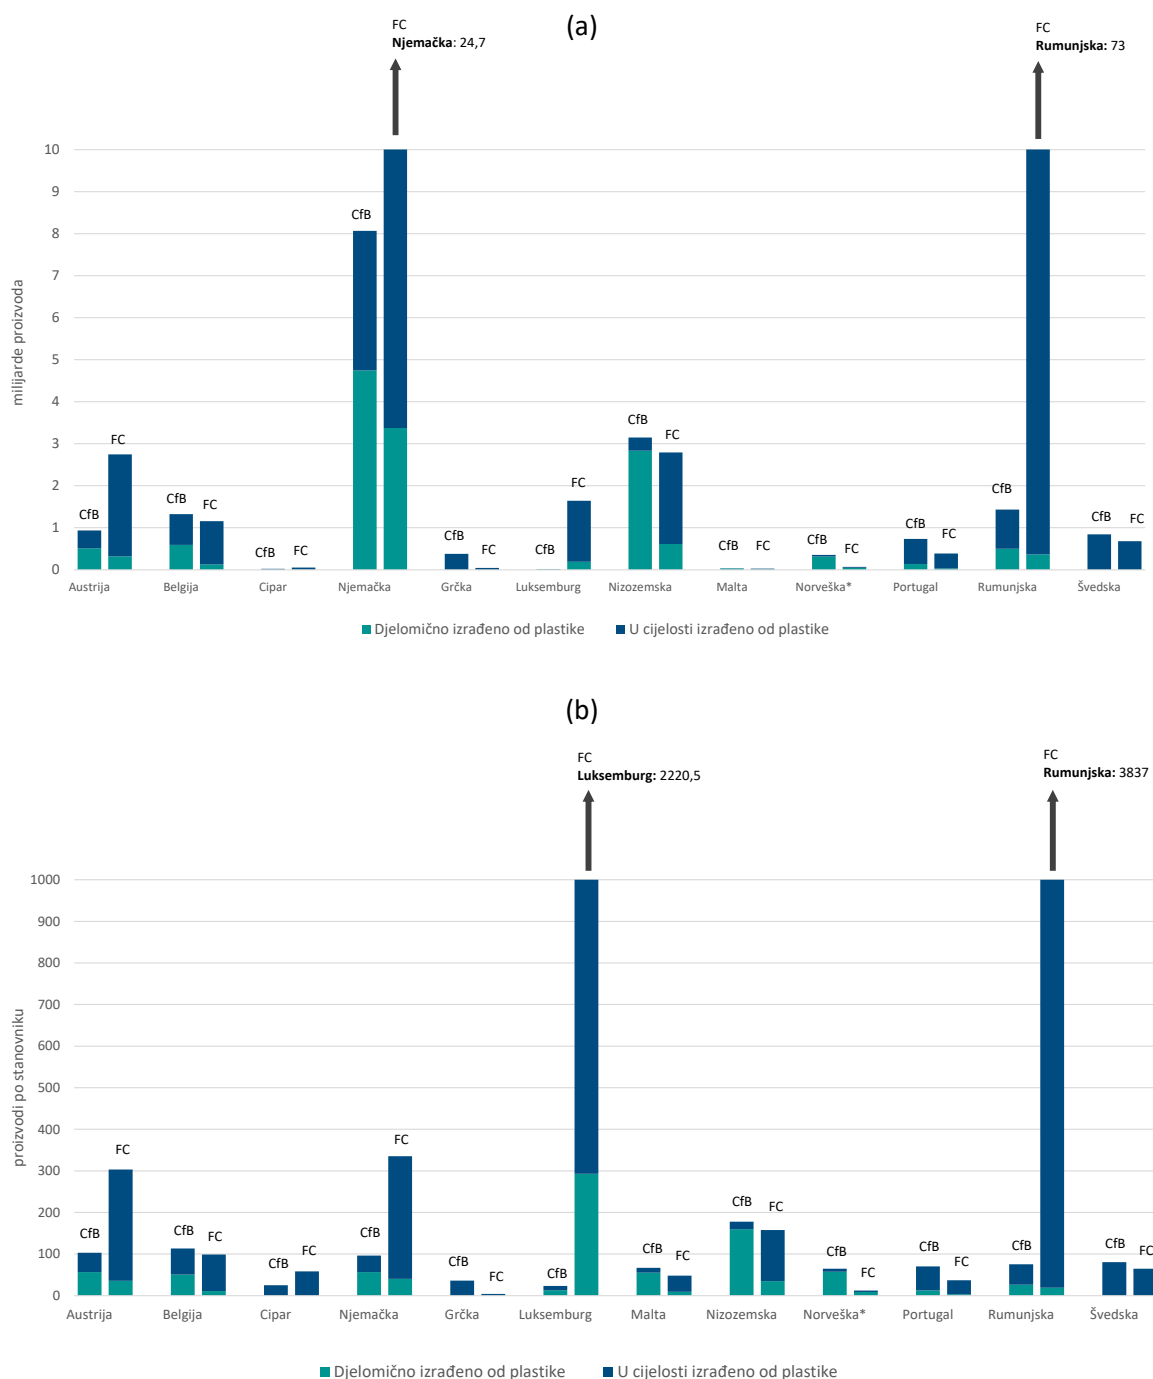 (a)
FC
Njemačka: 24,7
FC
Rumunjska: 73
milijarde proizvoda
10
9
8
7
6
5
4
3
2
1
0
CfB
FC
CfB
FC
CfB
FC
CfB
CfB
FC
CfB
FC
CfB
FC
CfB
FC
CfB
FC
CfB
FC
CfB
CfB
FC
Austrija
Belgija
Cipar
Njemačka
Grčka
Luksemburg
Nizozemska
Malta
Norveška*
Portugal
Rumunjska
Švedska
Djelomično izrađeno od plastike
U cijelosti izrađeno od plastike
(b)
FC
Luksemburg: 2220,5
FC
Rumunjska: 3837
proizvodi po stanovniku
1000
900
800
700
600
500
400
300
200
100
0
CfB
FC
CfB
FC
CfB
FC
CfB
FC
CfB
FC
CfB
CfB
FC
CfB
FC
CfB
FC
CfB
FC
CfB
CfB
FC
Austrija
Belgija
Cipar
Njemačka
Grčka
Luksemburg
Malta
Nizozemska
Norveška*
Portugal
Rumunjska
Švedska
Djelomično izrađeno od plastike
U cijelosti izrađeno od plastike